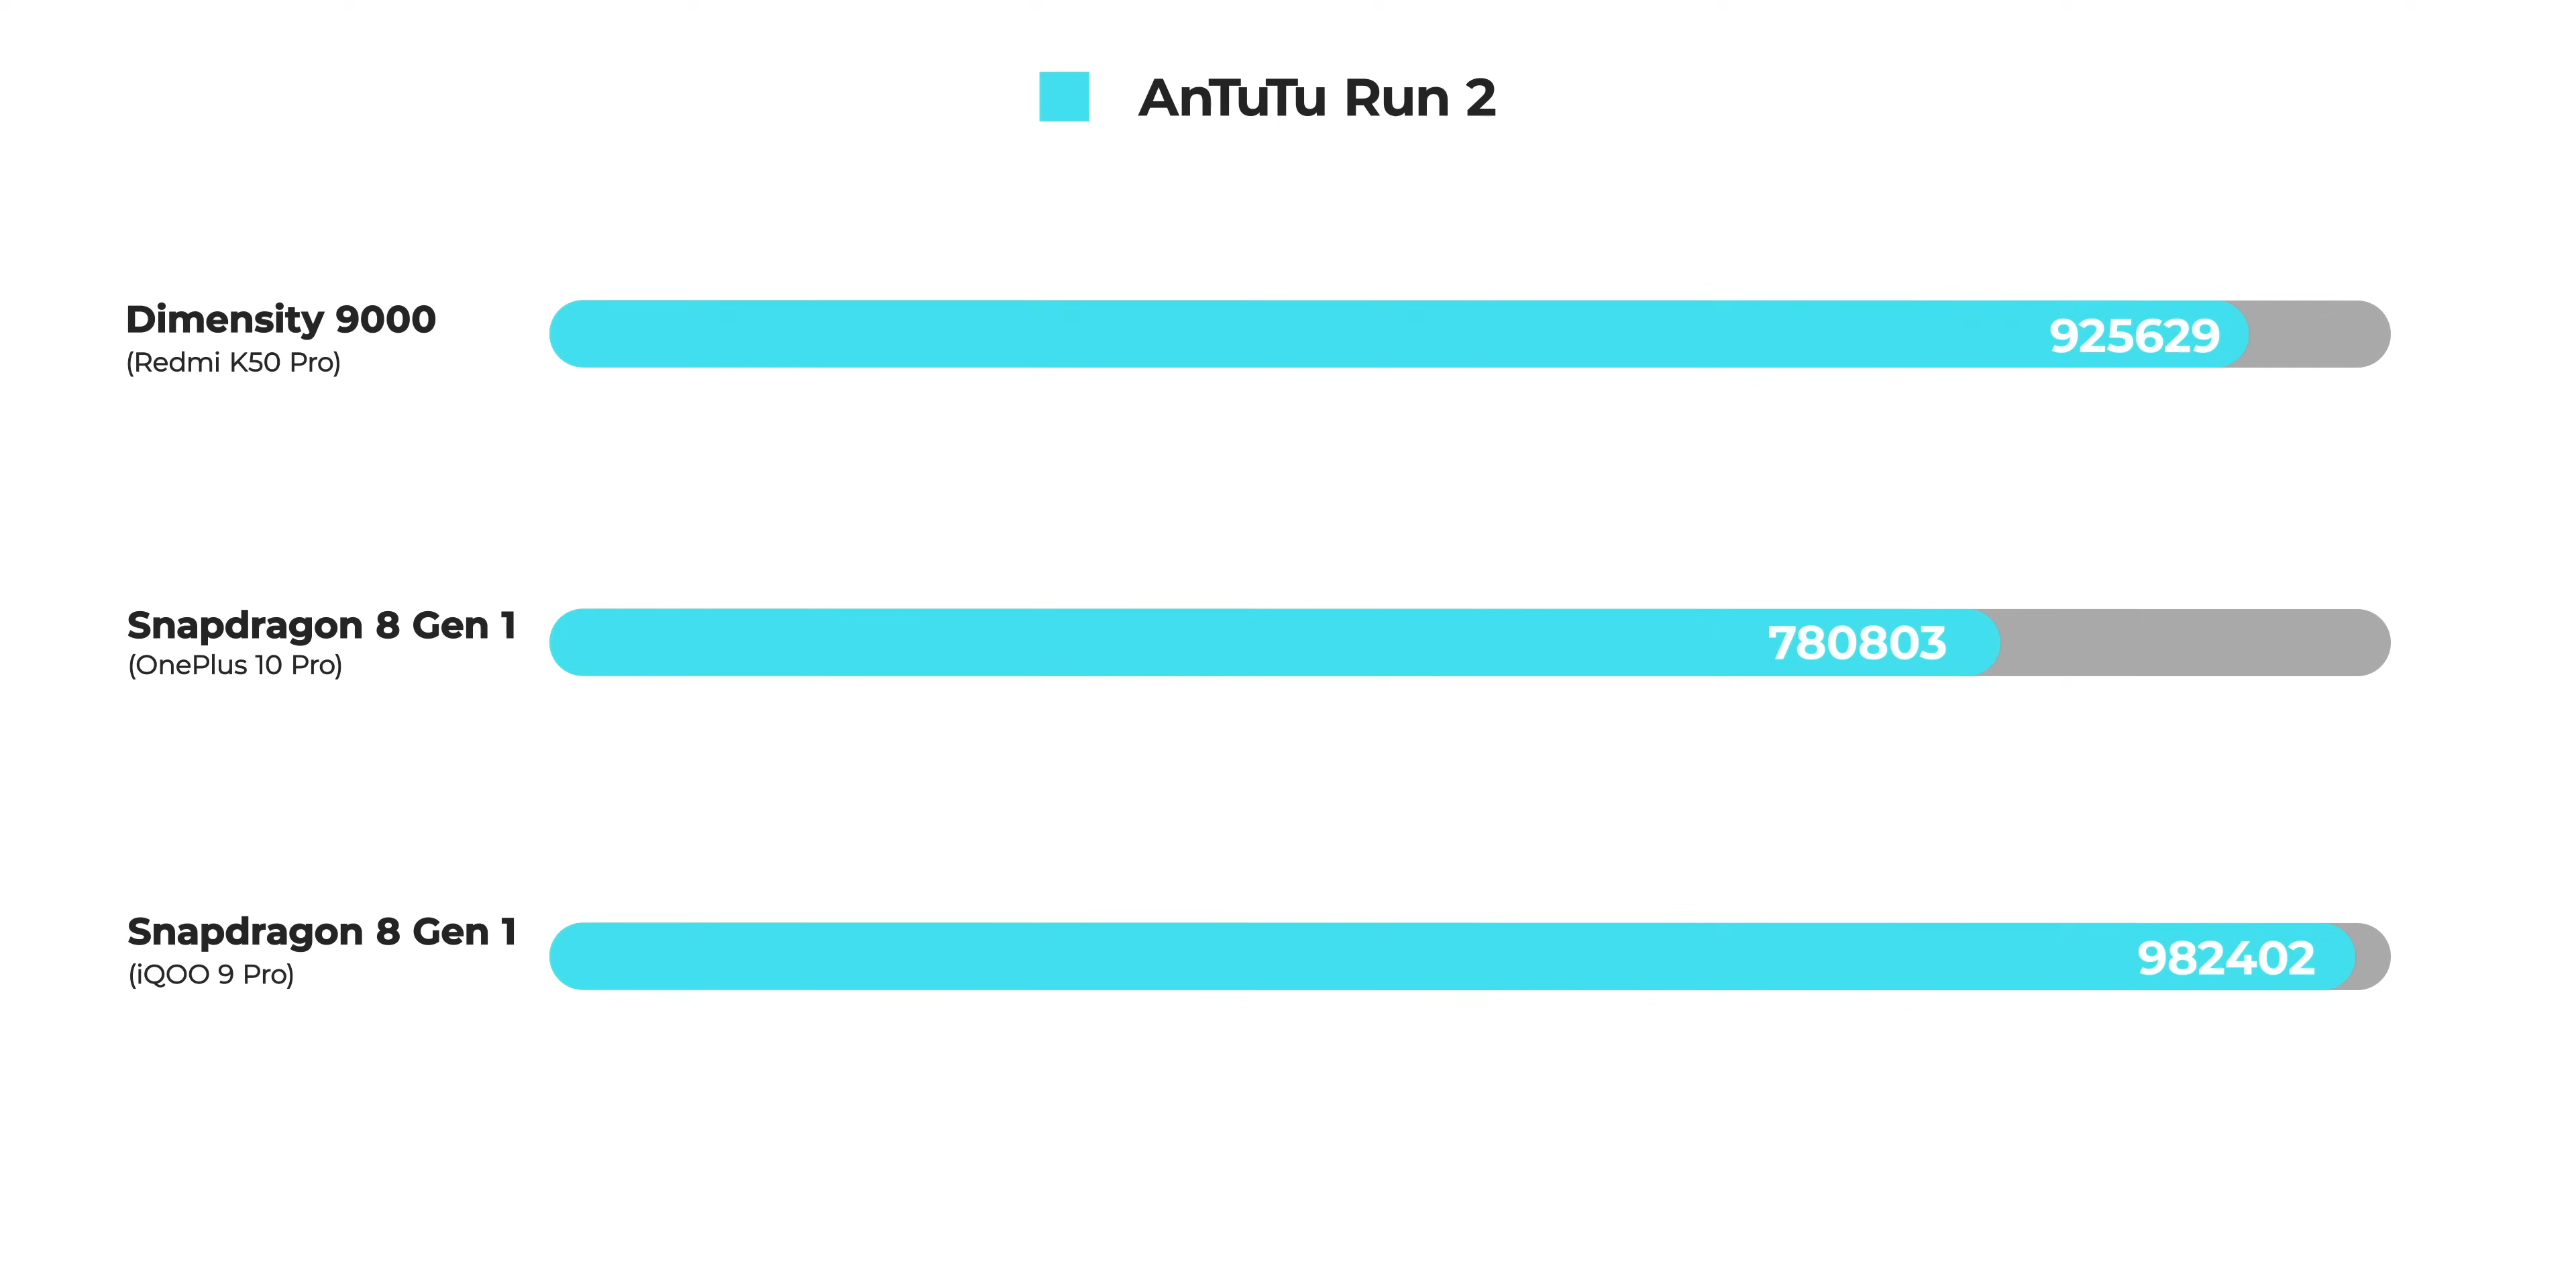 AnTuTu Run 2
Dimensity 9000
(Redmi K50 Pro)
925629
Snapdragon 8 Gen 1
(OnePlus 10 Pro)
780803
Snapdragon 8 Gen 1
(iQOO 9 Pro)
982402